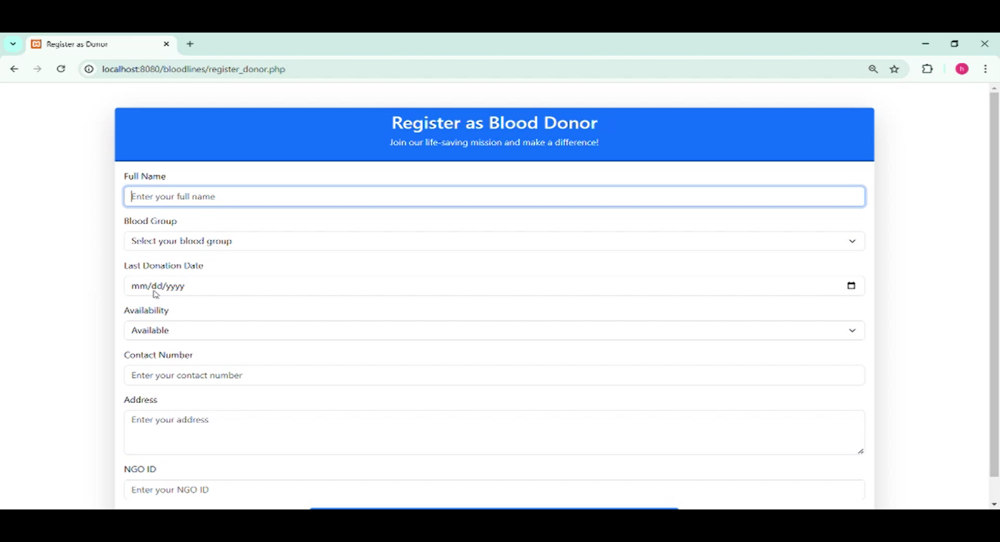 Register as Donor
localhost:8080/bloodlines/register_donor.php
h
Register as Blood Donor
Join our life-saving mission and make a difference!
Full Name
Enter your full name
Blood Group
Select your blood group
Last Donation Date
mm/dd/yyyy
Availability
Available
Contact Number
Enter your contact number
Address
Enter your address
NGO ID
Enter your NGO ID